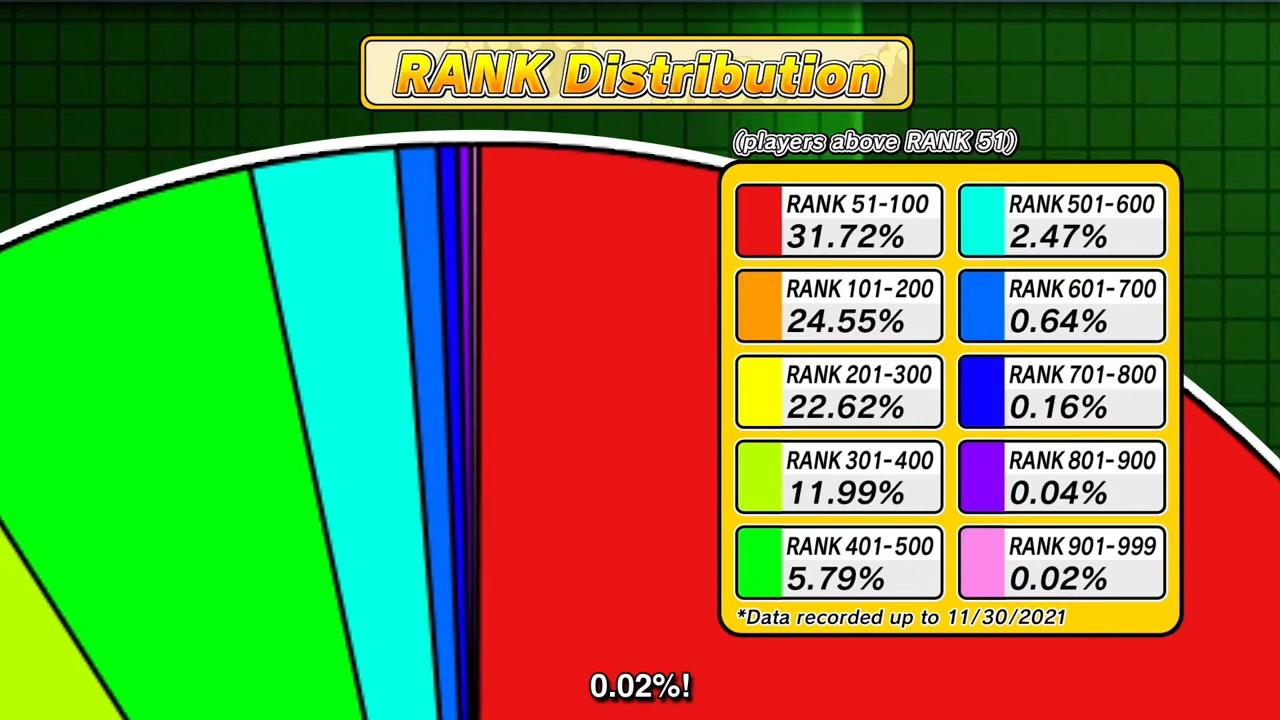 RANK Distribution
(players above RANK 51)
RANK 51-100
31.72%
RANK 101-200
24.55%
RANK 201-300
22.62%
RANK 301-400
11.99%
RANK 401-500
5.79%
RANK 501-600
2.47%
RANK 601-700
0.64%
RANK 701-800
0.16%
RANK 801-900
0.04%
RANK 901-999
0.02%
*Data recorded up to 11/30/2021
0.02%!